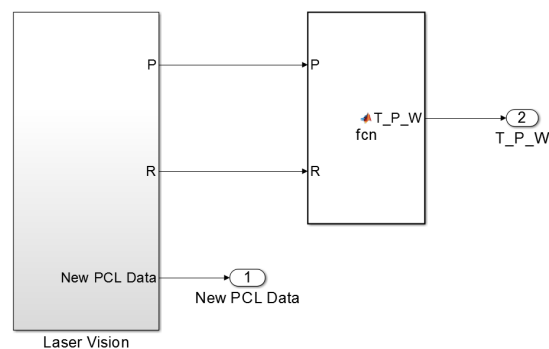 P
P
T_P_W
fcn
2
T_P_W
R
R
New PCL Data
1
New PCL Data
Laser Vision